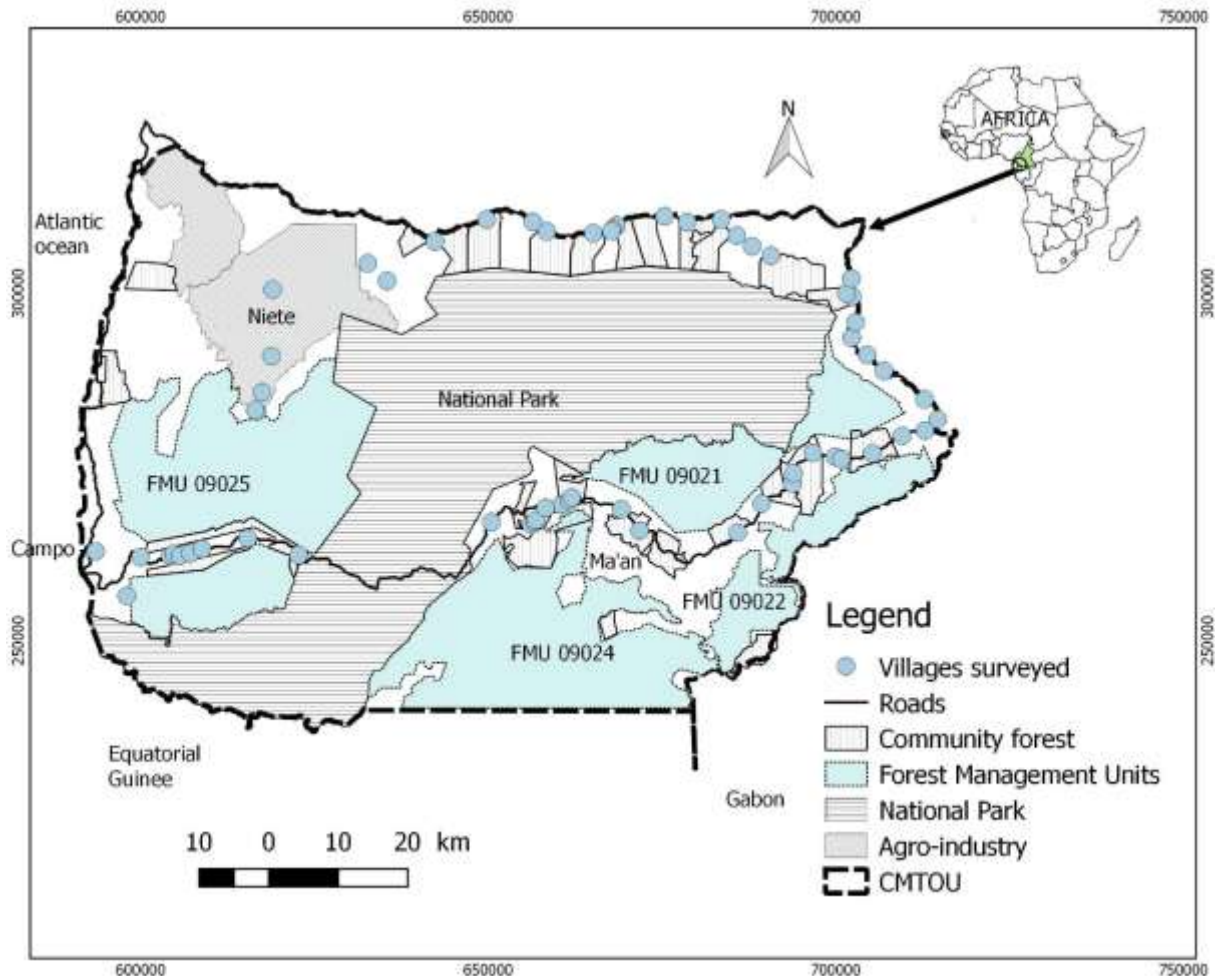 600000 650000 700000 750000
N
AFRICA
Atlantic
ocean
300000
300000
Niete
National Park
FMU 09021
FMU 09025
Campo
Ma'an
FMU 09022
250000
250000
FMU 09024
Legend
Villages surveyed
Roads
Community forest
Forest Management Units
National Park
Agro-industry
CMTOU
Equatorial
Guinee
Gabon
10 0 10 20 km
600000 650000 700000 750000